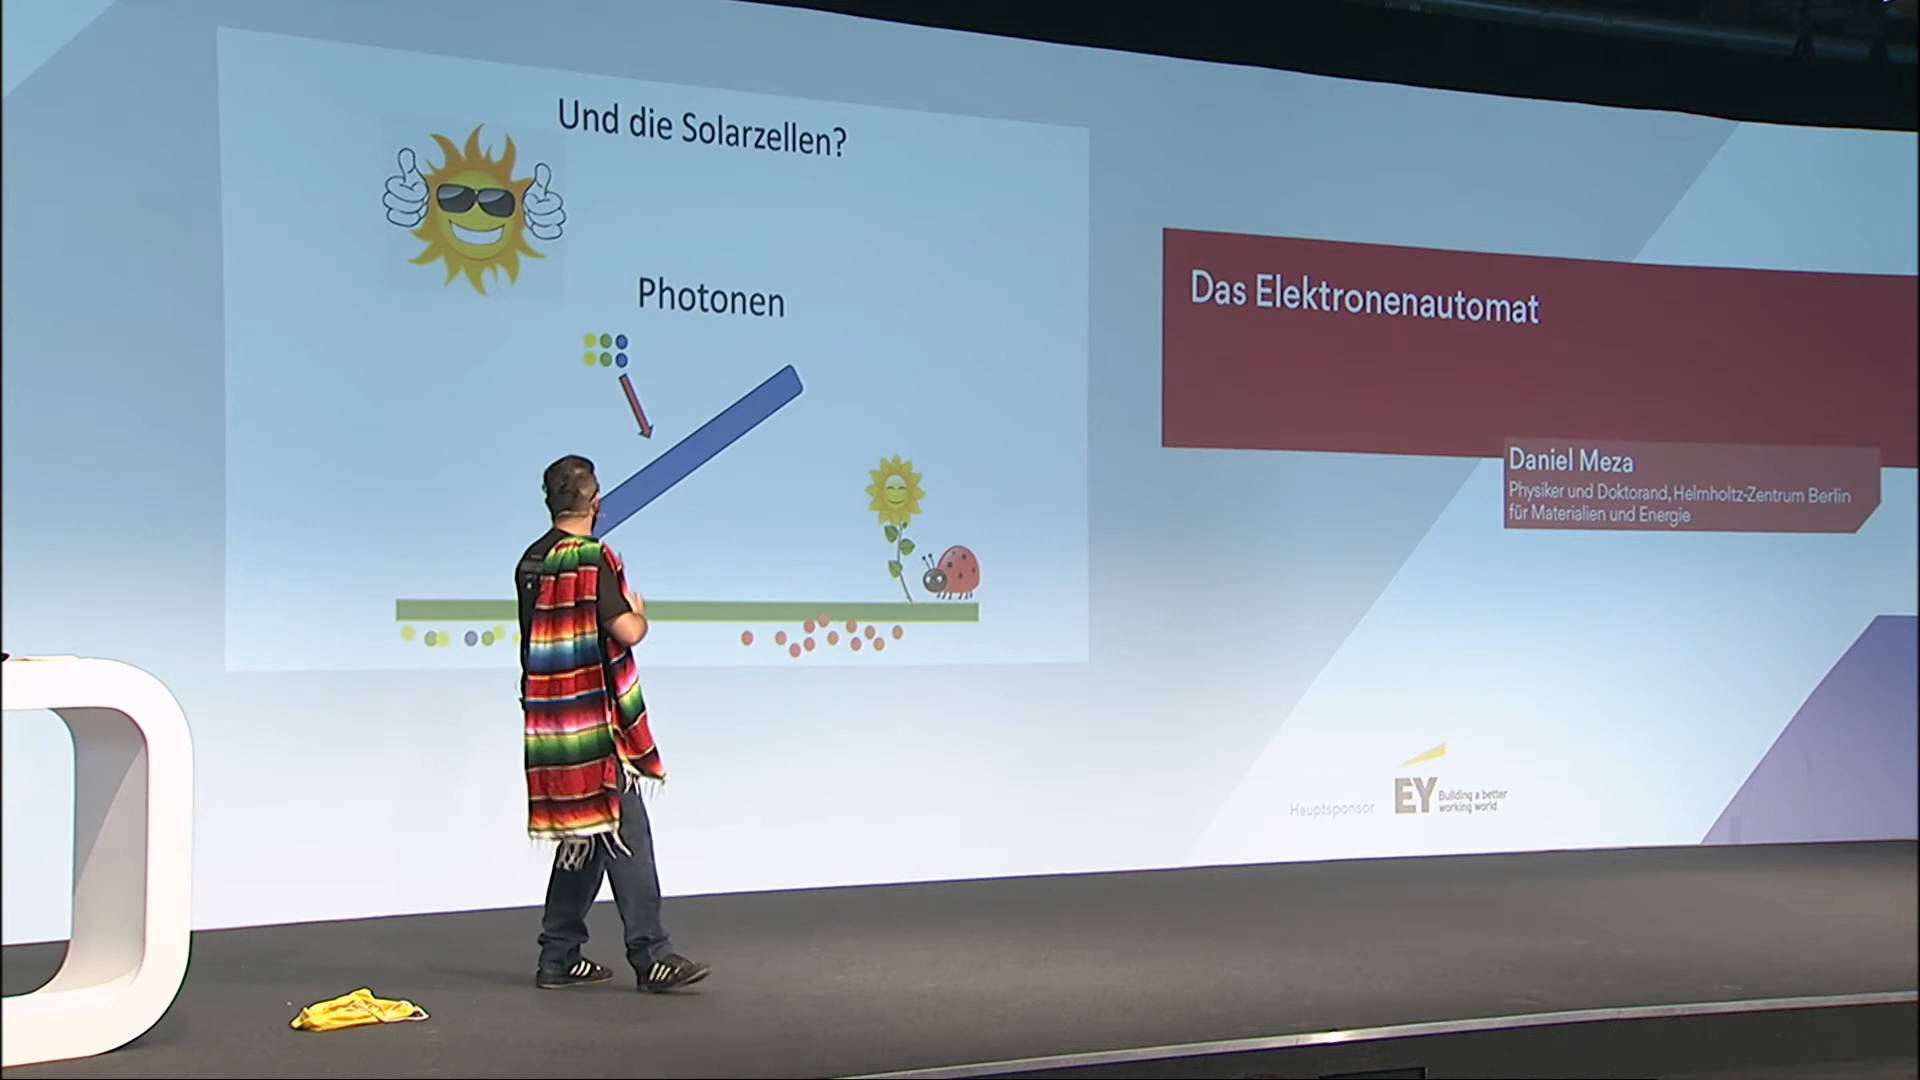 Und die Solarzellen?
Photonen
Das Elektronenautomat
Daniel Meza
Physiker und Doktorand, Helmholtz-Zentrum Berlin
für Materialien und Energie
Hauptsponsor
EY
Building a better
working world